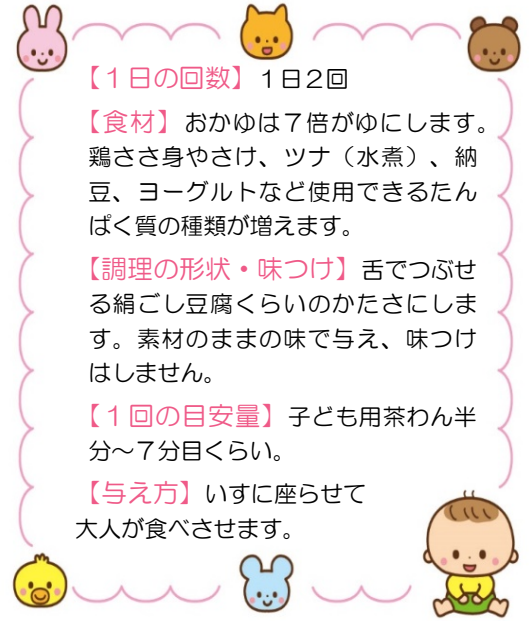 【１日の回数】１日２回
【食材】おかゆは７倍がゆにします。
鶏ささ身やさけ、ツナ（水煮）、納
豆、ヨーグルトなど使用できるたん
ぱく質の種類が増えます。
【調理の形状・味つけ】舌でつぶせ
る絹ごし豆腐くらいのかたさにしま
す。素材のままの味で与え、味つけ
はしません。
【１回の目安量】子ども用茶わん半
分～７分目くらい。
【与え方】いすに座らせて
大人が食べさせます。